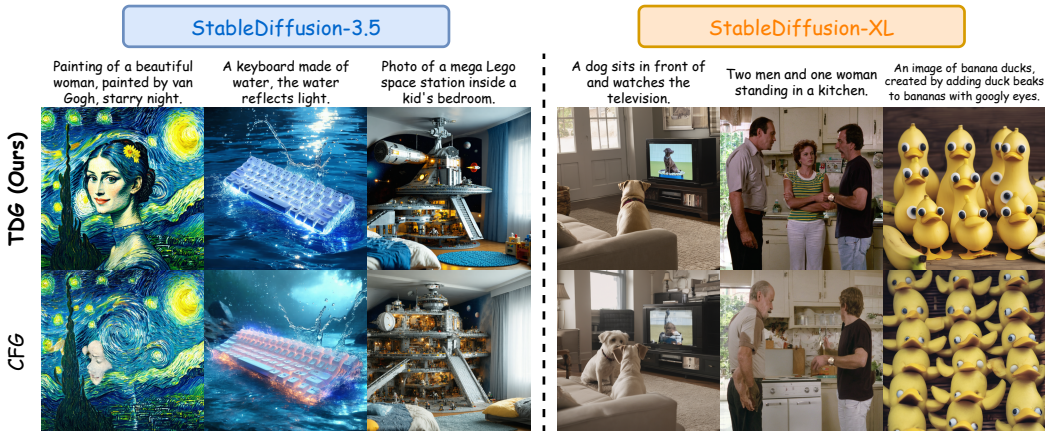 StableDiffusion-3.5
StableDiffusion-XL
Painting of a beautiful
woman, painted by van
Gogh, starry night.
A keyboard made of
water, the water
reflects light.
Photo of a mega Lego
space station inside a
kid's bedroom.
A dog sits in front of
and watches the
television.
Two men and one woman
standing in a kitchen.
An image of banana ducks,
created by adding duck beaks
to bananas with googly eyes.
TDG (Ours)
CFG